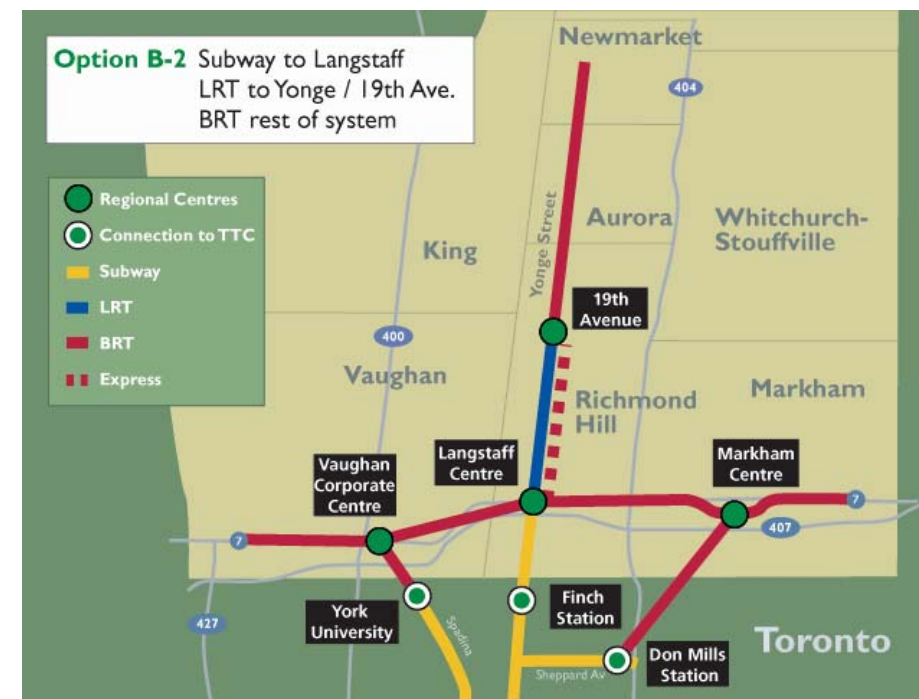 Option B-2 Subway to Langstaff
LRT to Yonge / 19th Ave.
BRT rest of system
Newmarket
404
Regional Centres
Connection to TTC
Subway
LRT
BRT
Express
Yonge Street
Aurora
Whitchurch-
Stouffville
King
19th
Avenue
400
Vaughan
Richmond
Hill
Markham
Vaughan
Corporate
Centre
Langstaff
Centre
Markham
Centre
7
7
407
427
York
University
Spadina
Finch
Station
Sheppard Av
Don Mills
Station
Toronto